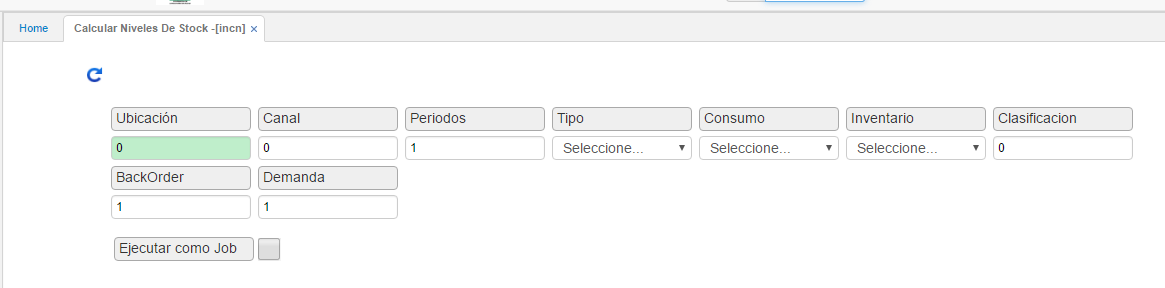 Home Calcular Niveles De Stock -[incn] ×
Ubicación Canal Periodos Tipo Consumo Inventario Clasificacion
0 0 1 Seleccione... Seleccione... Seleccione... 0
BackOrder Demanda
1 1
Ejecutar como Job